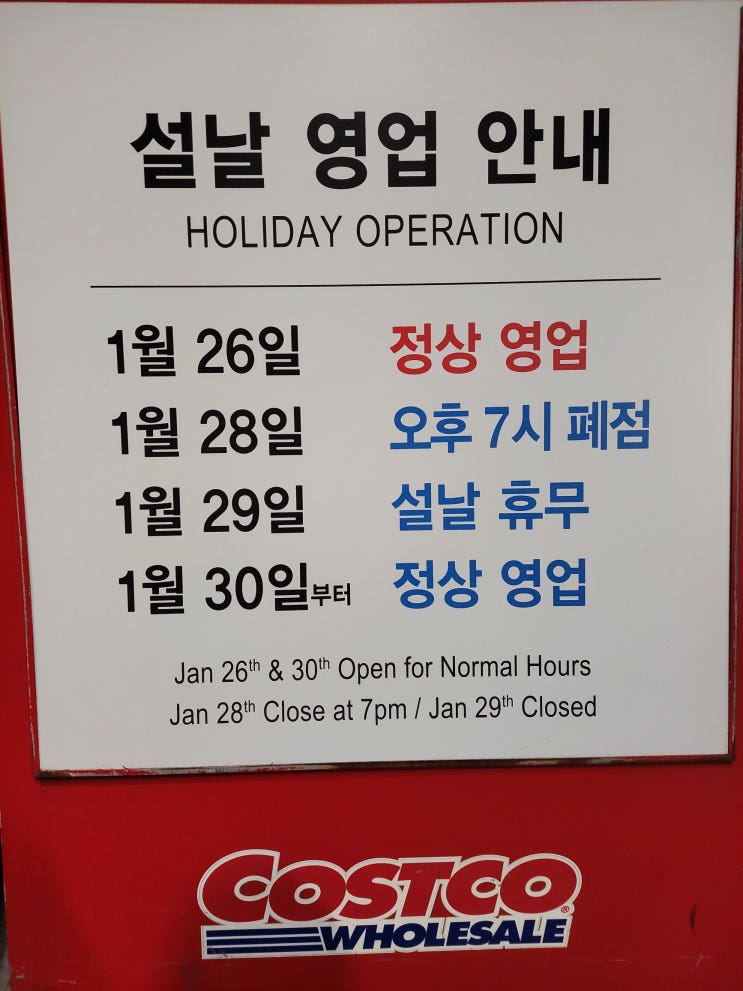 설날 영업 안내
HOLIDAY OPERATION
1월 26일 정상 영업
1월 28일 오후 7시 폐점
1월 29일 설날 휴무
1월 30일부터 정상 영업
Jan 26th & 30th Open for Normal Hours
Jan 28th Close at 7pm / Jan 29th Closed
COSTCO®
WHOLESALE